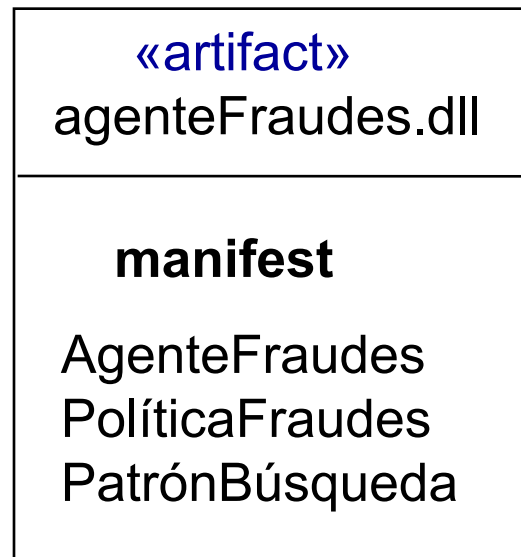 «artifact»
agenteFraudes.dll
manifest
AgenteFraudes
PolíticaFraudes
PatrónBúsqueda